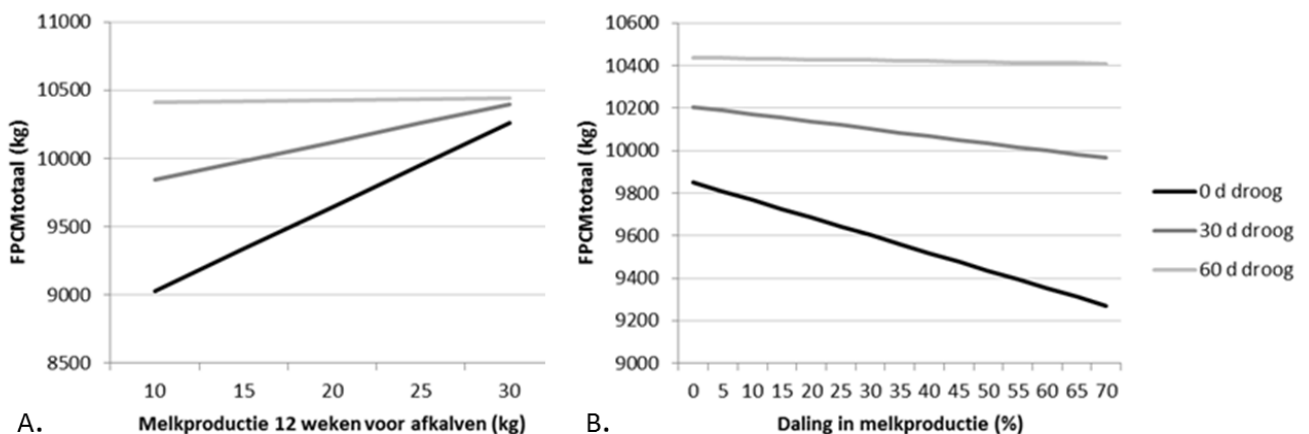 11000
10500
10000
9500
9000
8500
FPCMtotaal (kg)
10 15 20 25 30
Melkproductie 12 weken voor afkalven (kg)
A.
10600
10400
10200
10000
9800
9600
9400
9200
9000
FPCMtotaal (kg)
0 5 10 15 20 25 30 35 40 45 50 55 60 65 70
Daling in melkproductie (%)
B.
0 d droog
30 d droog
60 d droog